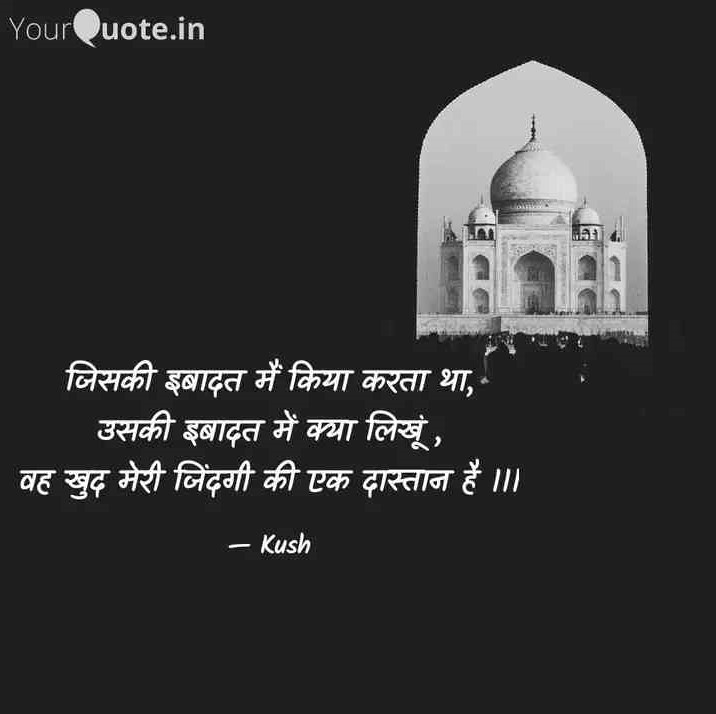 YourQuote.in
जिसकी इबादत मैं किया करता था,
उसकी इबादत में क्या लिखूं ,
वह खुद मेरी जिंदगी की एक दास्तान है ।।।
— Kush